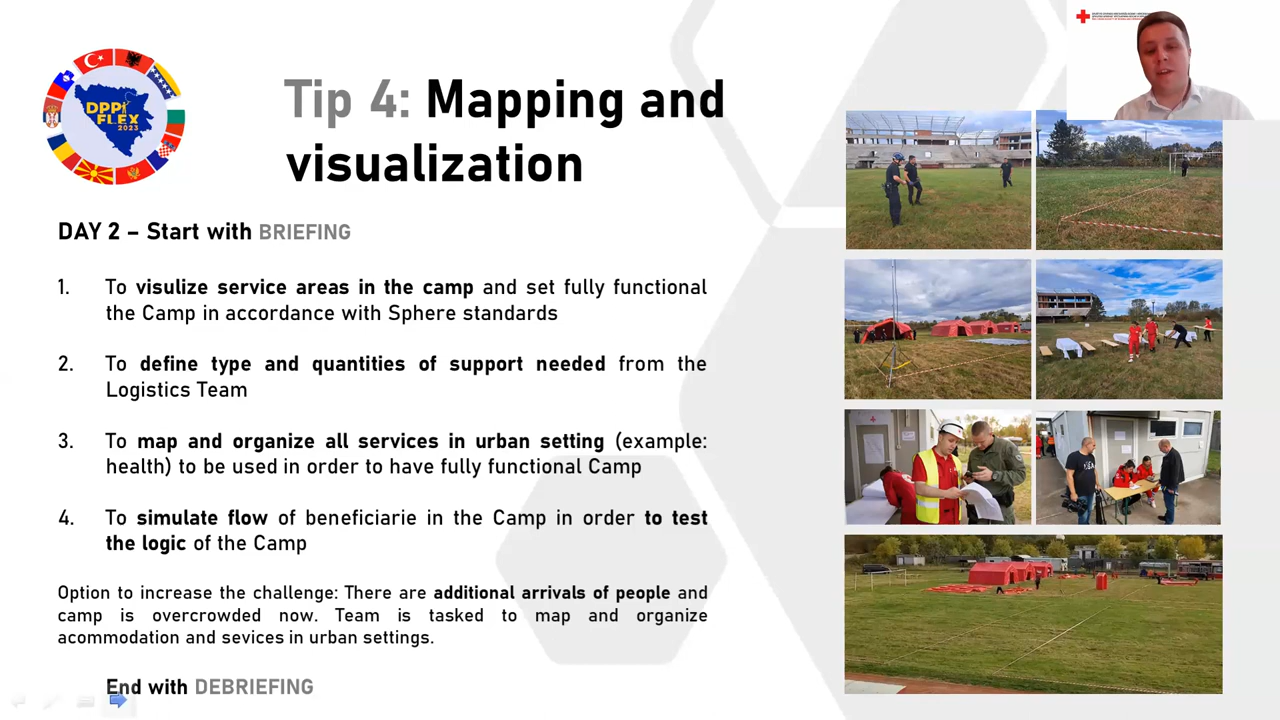 DPPI
FLEX
2023
Tip 4: Mapping and
visualization
DAY 2 – Start with BRIEFING
1. To visulize service areas in the camp and set fully functional
the Camp in accordance with Sphere standards
2. To define type and quantities of support needed from the
Logistics Team
3. To map and organize all services in urban setting (example:
health) to be used in order to have fully functional Camp
4. To simulate flow of beneficiarie in the Camp in order to test
the logic of the Camp
Option to increase the challenge: There are additional arrivals of people and
camp is overcrowded now. Team is tasked to map and organize
acommodation and sevices in urban settings.
End with DEBRIEFING